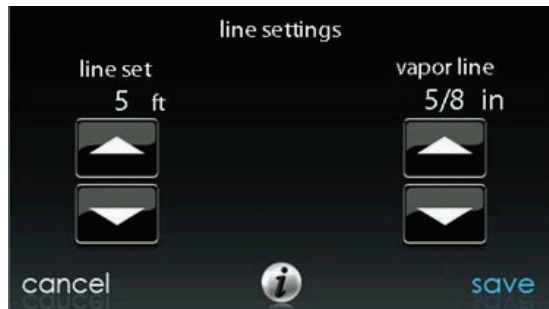 line settings
line set
5 ft
vapor line
5/8 in
cancel
i
save